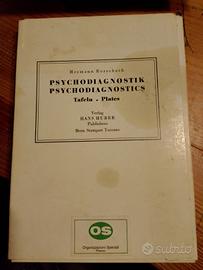 Hermann Rorschach
PSYCHODIAGNOSTIK
PSYCHODIAGNOSTICS
Tafeln - Plates
Verlag
HANS HUBER
Publishers
Bern Stuttgart Toronto
OS
Organizzazioni Speciali
Firenze
subito